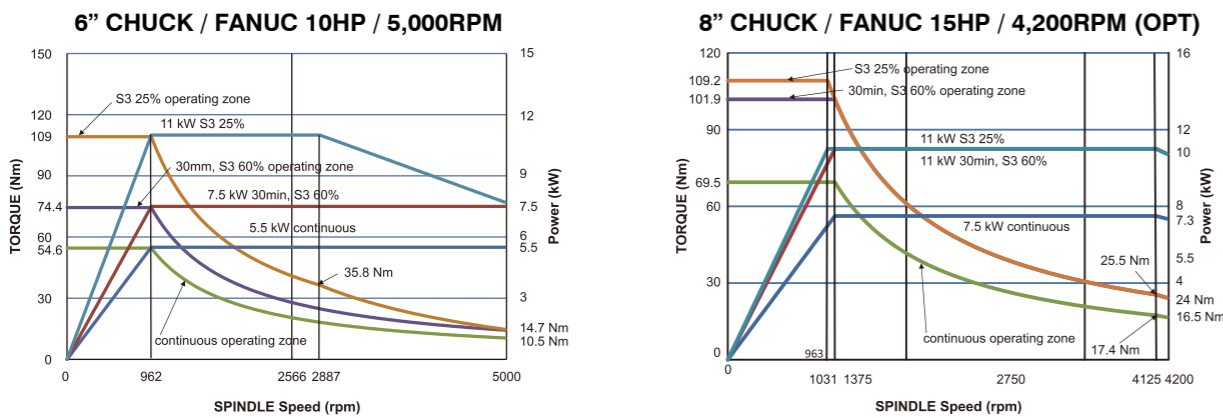 6” CHUCK / FANUC 10HP / 5,000RPM
150
120
109
90
74.4
60
54.6
30
0
TORQUE (Nm)
15
11
9
7.5
6
5.5
3
14.7 Nm
10.5 Nm
Power (kW)
S3 25% operating zone
11 kW S3 25%
30mm, S3 60% operating zone
7.5 kW 30min, S3 60%
5.5 kW continuous
35.8 Nm
continuous operating zone
0
962
2566
2887
5000
SPINDLE Speed (rpm)
8” CHUCK / FANUC 15HP / 4,200RPM (OPT)
120
109.2
101.9
90
69.5
60
30
0
TORQUE (Nm)
16
12
10
8
7.3
5.5
4
24 Nm
16.5 Nm
Power (kW)
S3 25% operating zone
30min, S3 60% operating zone
11 kW S3 25%
11 kW 30min, S3 60%
7.5 kW continuous
25.5 Nm
continuous operating zone
17.4 Nm
963
0
1031
1375
2750
4125
4200
SPINDLE Speed (rpm)